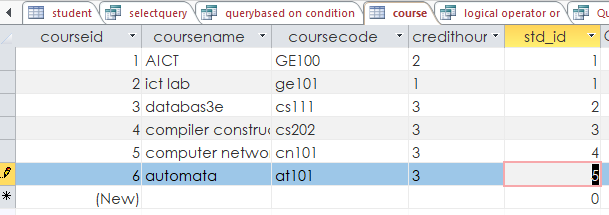 student selectquery querybased on condition course logical operator or Qu
courseid coursename coursecode credithour std_id
1 AICT GE100 2 1
2 ict lab ge101 1 1
3 databas3e cs111 3 2
4 compiler construc cs202 3 3
5 computer netwo cn101 3 4
6 automata at101 3 5
(New) 0